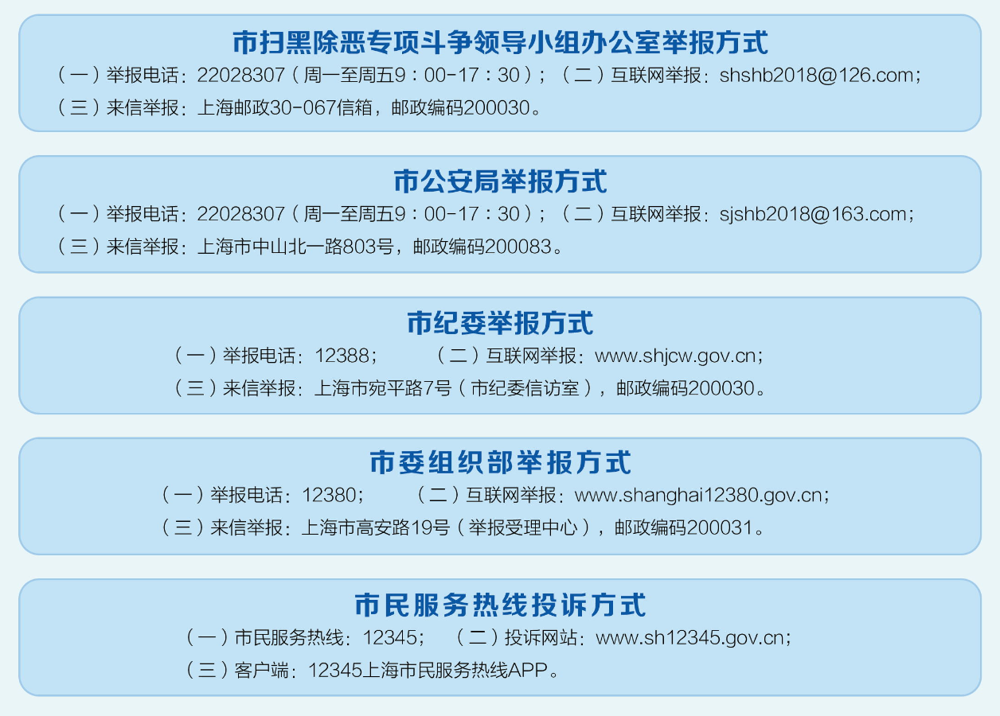 市扫黑除恶专项斗争领导小组办公室举报方式
（一）举报电话：22028307（周一至周五9：00-17：30）；（二）互联网举报：shshb2018@126.com；
（三）来信举报：上海邮政30-067信箱，邮政编码200030。
市公安局举报方式
（一）举报电话：22028307（周一至周五9：00-17：30）；（二）互联网举报：sjshb2018@163.com；
（三）来信举报：上海市中山北一路803号，邮政编码200083。
市纪委举报方式
（一）举报电话：12388； （二）互联网举报：www.shjcw.gov.cn；
（三）来信举报：上海市宛平路7号（市纪委信访室），邮政编码200030。
市委组织部举报方式
（一）举报电话：12380； （二）互联网举报：www.shanghai12380.gov.cn；
（三）来信举报：上海市高安路19号（举报受理中心），邮政编码200031。
市民服务热线投诉方式
（一）市民服务热线：12345； （二）投诉网站：www.sh12345.gov.cn；
（三）客户端：12345上海市民服务热线APP。